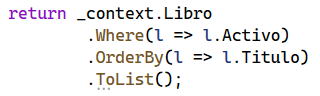 return _context.Libro
.Where(l => l.Activo)
.OrderBy(l => l.Titulo)
.ToList();